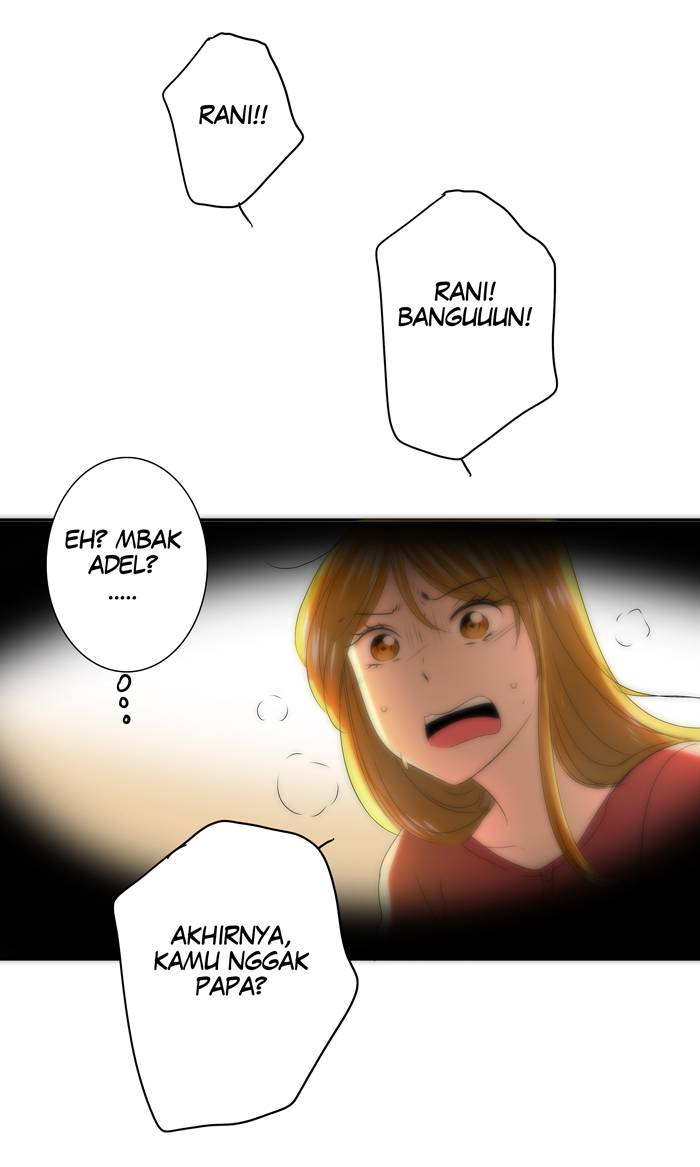 RANI!!
RANI!
BANGUUUN!
EH? MBAK
ADEL?
.....
AKHIRNYA,
KAMU NGGAK
PAPA?